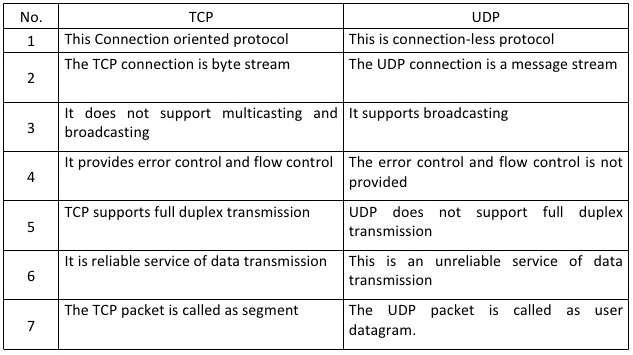 No. TCP UDP
1 This Connection oriented protocol This is connection-less protocol
2 The TCP connection is byte stream The UDP connection is a message stream
3 It does not support multicasting and It supports broadcasting
broadcasting
4 It provides error control and flow control The error control and flow control is not
provided
5 TCP supports full duplex transmission UDP does not support full duplex
transmission
6 It is reliable service of data transmission This is an unreliable service of data
transmission
7 The TCP packet is called as segment The UDP packet is called as user
datagram.